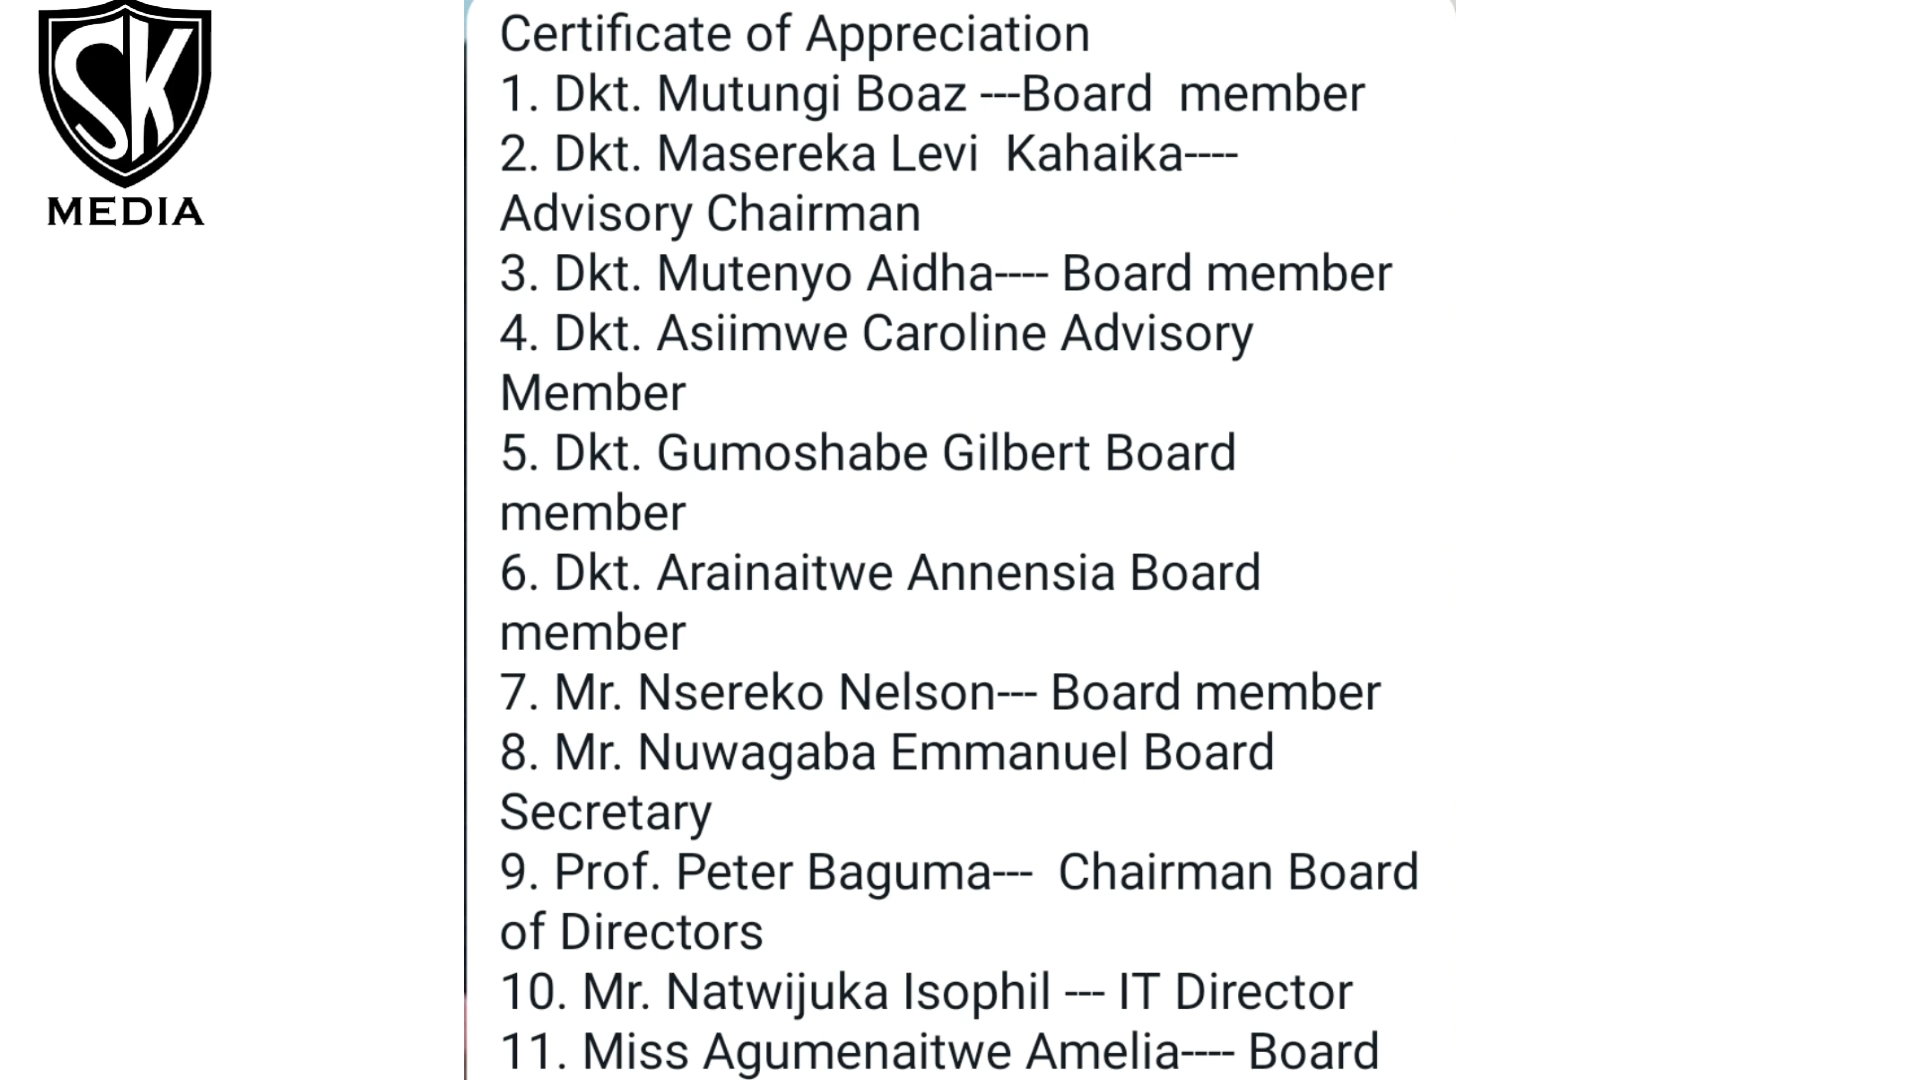 SK
MEDIA
Certificate of Appreciation
1. Dkt. Mutungi Boaz ---Board  member
2. Dkt. Masereka Levi  Kahaika----
Advisory Chairman
3. Dkt. Mutenyo Aidha---- Board member
4. Dkt. Asiimwe Caroline Advisory
Member
5. Dkt. Gumoshabe Gilbert Board
member
6. Dkt. Arainaitwe Annensia Board
member
7. Mr. Nsereko Nelson--- Board member
8. Mr. Nuwagaba Emmanuel Board
Secretary
9. Prof. Peter Baguma---  Chairman Board
of Directors
10. Mr. Natwijuka Isophil --- IT Director
11. Miss Agumenaitwe Amelia---- Board